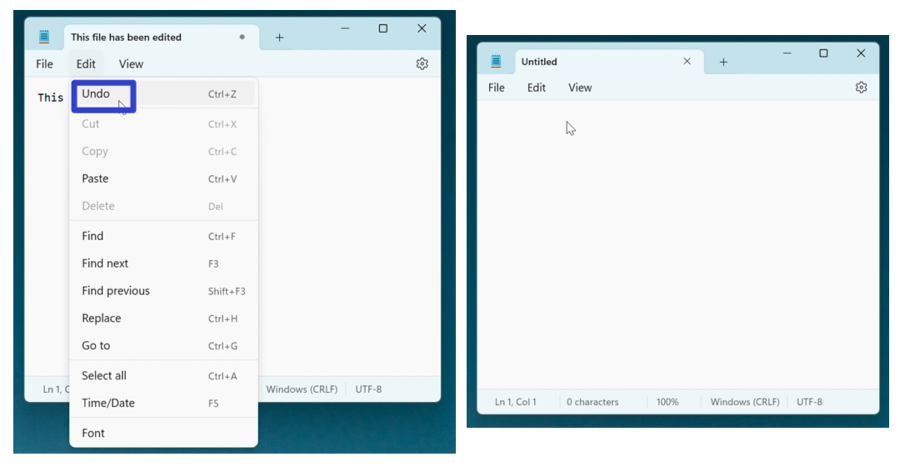 This file has been edited
File Edit View
This
Undo Ctrl+Z
Cut Ctrl+X
Copy Ctrl+C
Paste Ctrl+V
Delete Del
Find Ctrl+F
Find next F3
Find previous Shift+F3
Replace Ctrl+H
Go to Ctrl+G
Select all Ctrl+A
Time/Date F5
Font
Ln 1, C Windows (CRLF) UTF-8
Untitled
File Edit View
Ln 1, Col 1 0 characters 100% Windows (CRLF) UTF-8